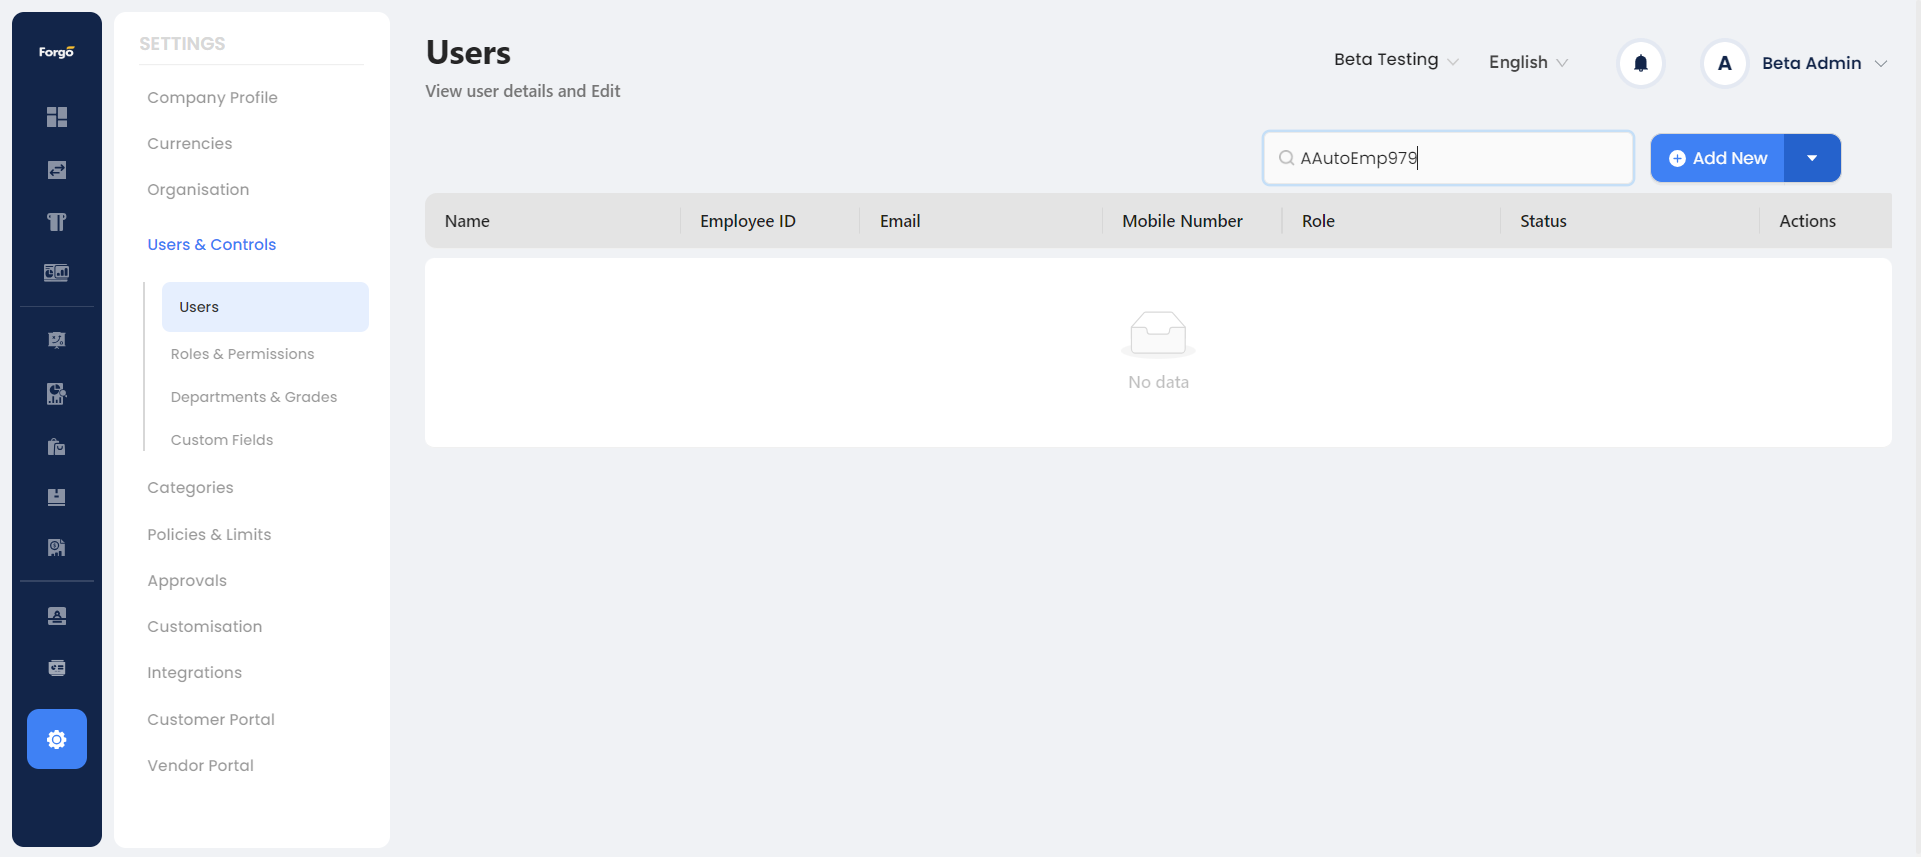 Forgo
SETTINGS
Company Profile
Currencies
Organisation
Users & Controls
Users
Roles & Permissions
Departments & Grades
Custom Fields
Categories
Policies & Limits
Approvals
Customisation
Integrations
Customer Portal
Vendor Portal
Users
View user details and Edit
Beta Testing
English
A
Beta Admin
AAutoEmp979
Add New
Name Employee ID Email Mobile Number Role Status Actions
No data